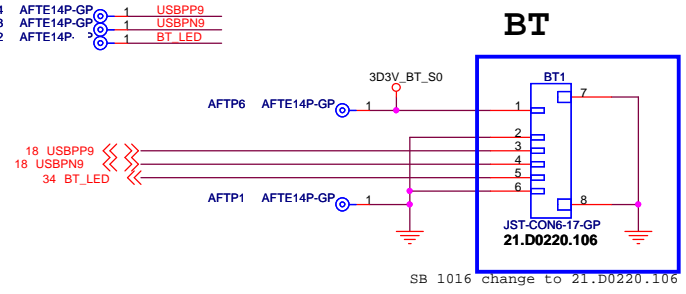 4 AFTE14P-GP 1 USBPP9
3 AFTE14P-GP 1 USBPN9
2 AFTE14P- 1 BT_LED
BT
3D3V_BT_S0
BT1
AFTP6 AFTE14P-GP 1
1
7
2
18 USBPP9
3
18 USBPN9
4
34 BT_LED
5
6
AFTP1 AFTE14P-GP 1
8
JST-CON6-17-GP
21.D0220.106
SB 1016 change to 21.D0220.106